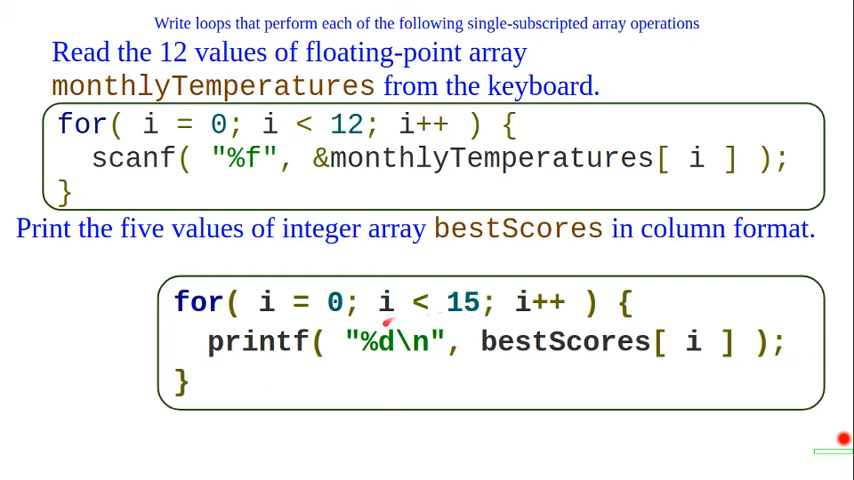 Write loops that perform each of the following single-subscripted array operations
Read the 12 values of floating-point array
monthlyTemperatures from the keyboard.
for( i = 0; i < 12; i++ ) {
scanf( "%f", &monthlyTemperatures[ i ] );
}
Print the five values of integer array bestScores in column format.
for( i = 0; i < 15; i++ ) {
printf( "%d\n", bestScores[ i ] );
}